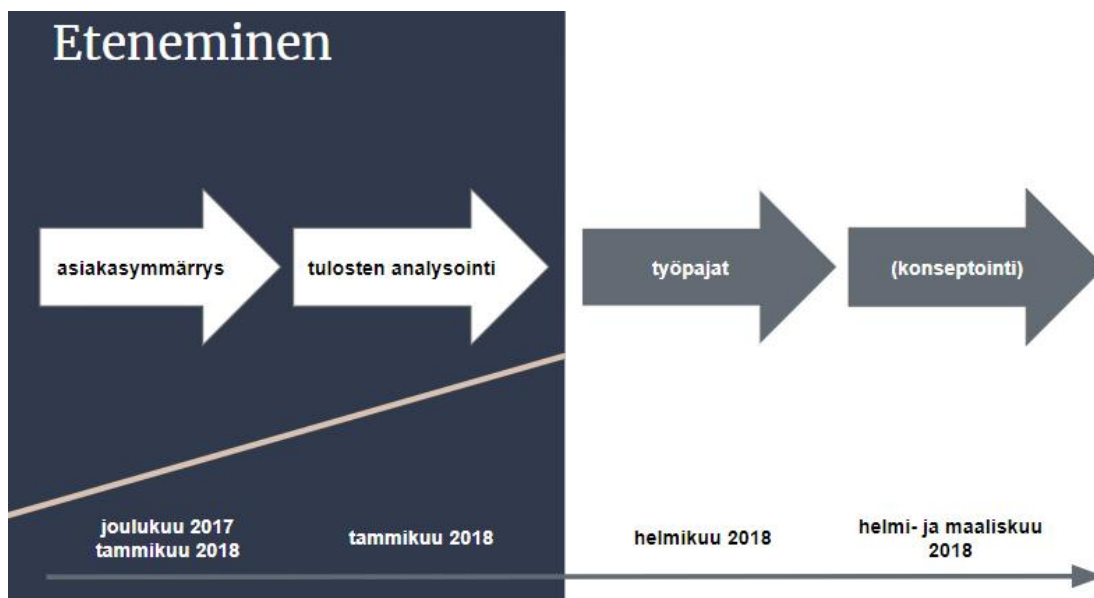 Eteneminen
asiakasymmärrys
tulosten analysointi
työpajat
(konseptointi)
joulukuu 2017
tammikuu 2018
tammikuu 2018
helmikuu 2018
helmi- ja maaliskuu
2018